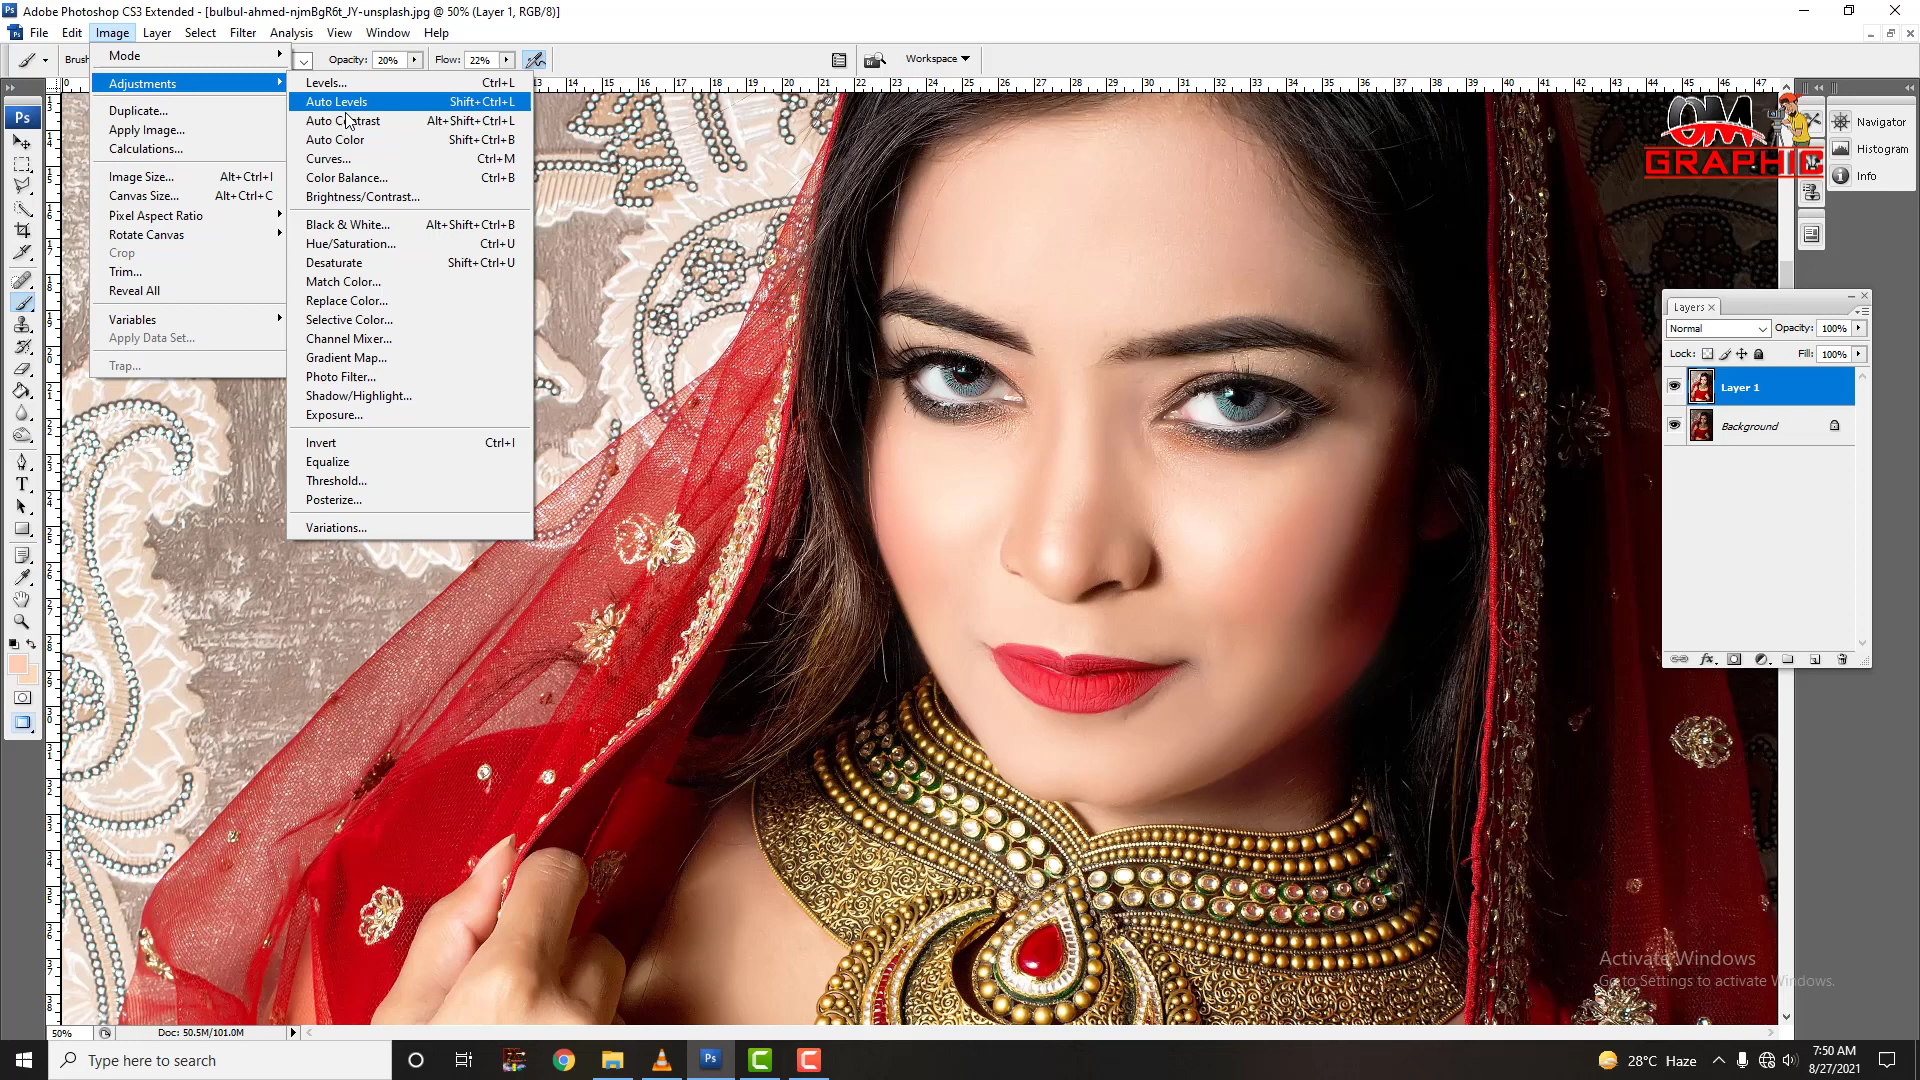 Adobe Photoshop CS3 Extended - [bulbul-ahmed-njmBgR6t_JY-unsplash.jpg @ 50% (Layer 1, RGB/8)]
File Edit Image Layer Select Filter Analysis View Window Help
Opacity: 20% Flow: 22% Workspace
Mode
Adjustments
Duplicate...
Apply Image...
Calculations...
Image Size... Alt+Ctrl+I
Canvas Size... Alt+Ctrl+C
Pixel Aspect Ratio
Rotate Canvas
Crop
Trim...
Reveal All
Variables
Apply Data Set...
Trap...
Levels... Ctrl+L
Auto Levels Shift+Ctrl+L
Auto Contrast Alt+Shift+Ctrl+L
Auto Color Shift+Ctrl+B
Curves... Ctrl+M
Color Balance... Ctrl+B
Brightness/Contrast...
Black & White... Alt+Shift+Ctrl+B
Hue/Saturation... Ctrl+U
Desaturate Shift+Ctrl+U
Match Color...
Replace Color...
Selective Color...
Channel Mixer...
Gradient Map...
Photo Filter...
Shadow/Highlight...
Exposure...
Invert Ctrl+I
Equalize
Threshold...
Posterize...
Variations...
Ps
OM
GRAPHIC
Navigator
Histogram
Info
Layers
Normal Opacity: 100%
Lock: Fill: 100%
Layer 1
Background
Activate Windows
Go to Settings to activate Windows.
50% Doc: 50.5M/101.0M
Type here to search
Ps
28°C Haze
7:50 AM
8/27/2021